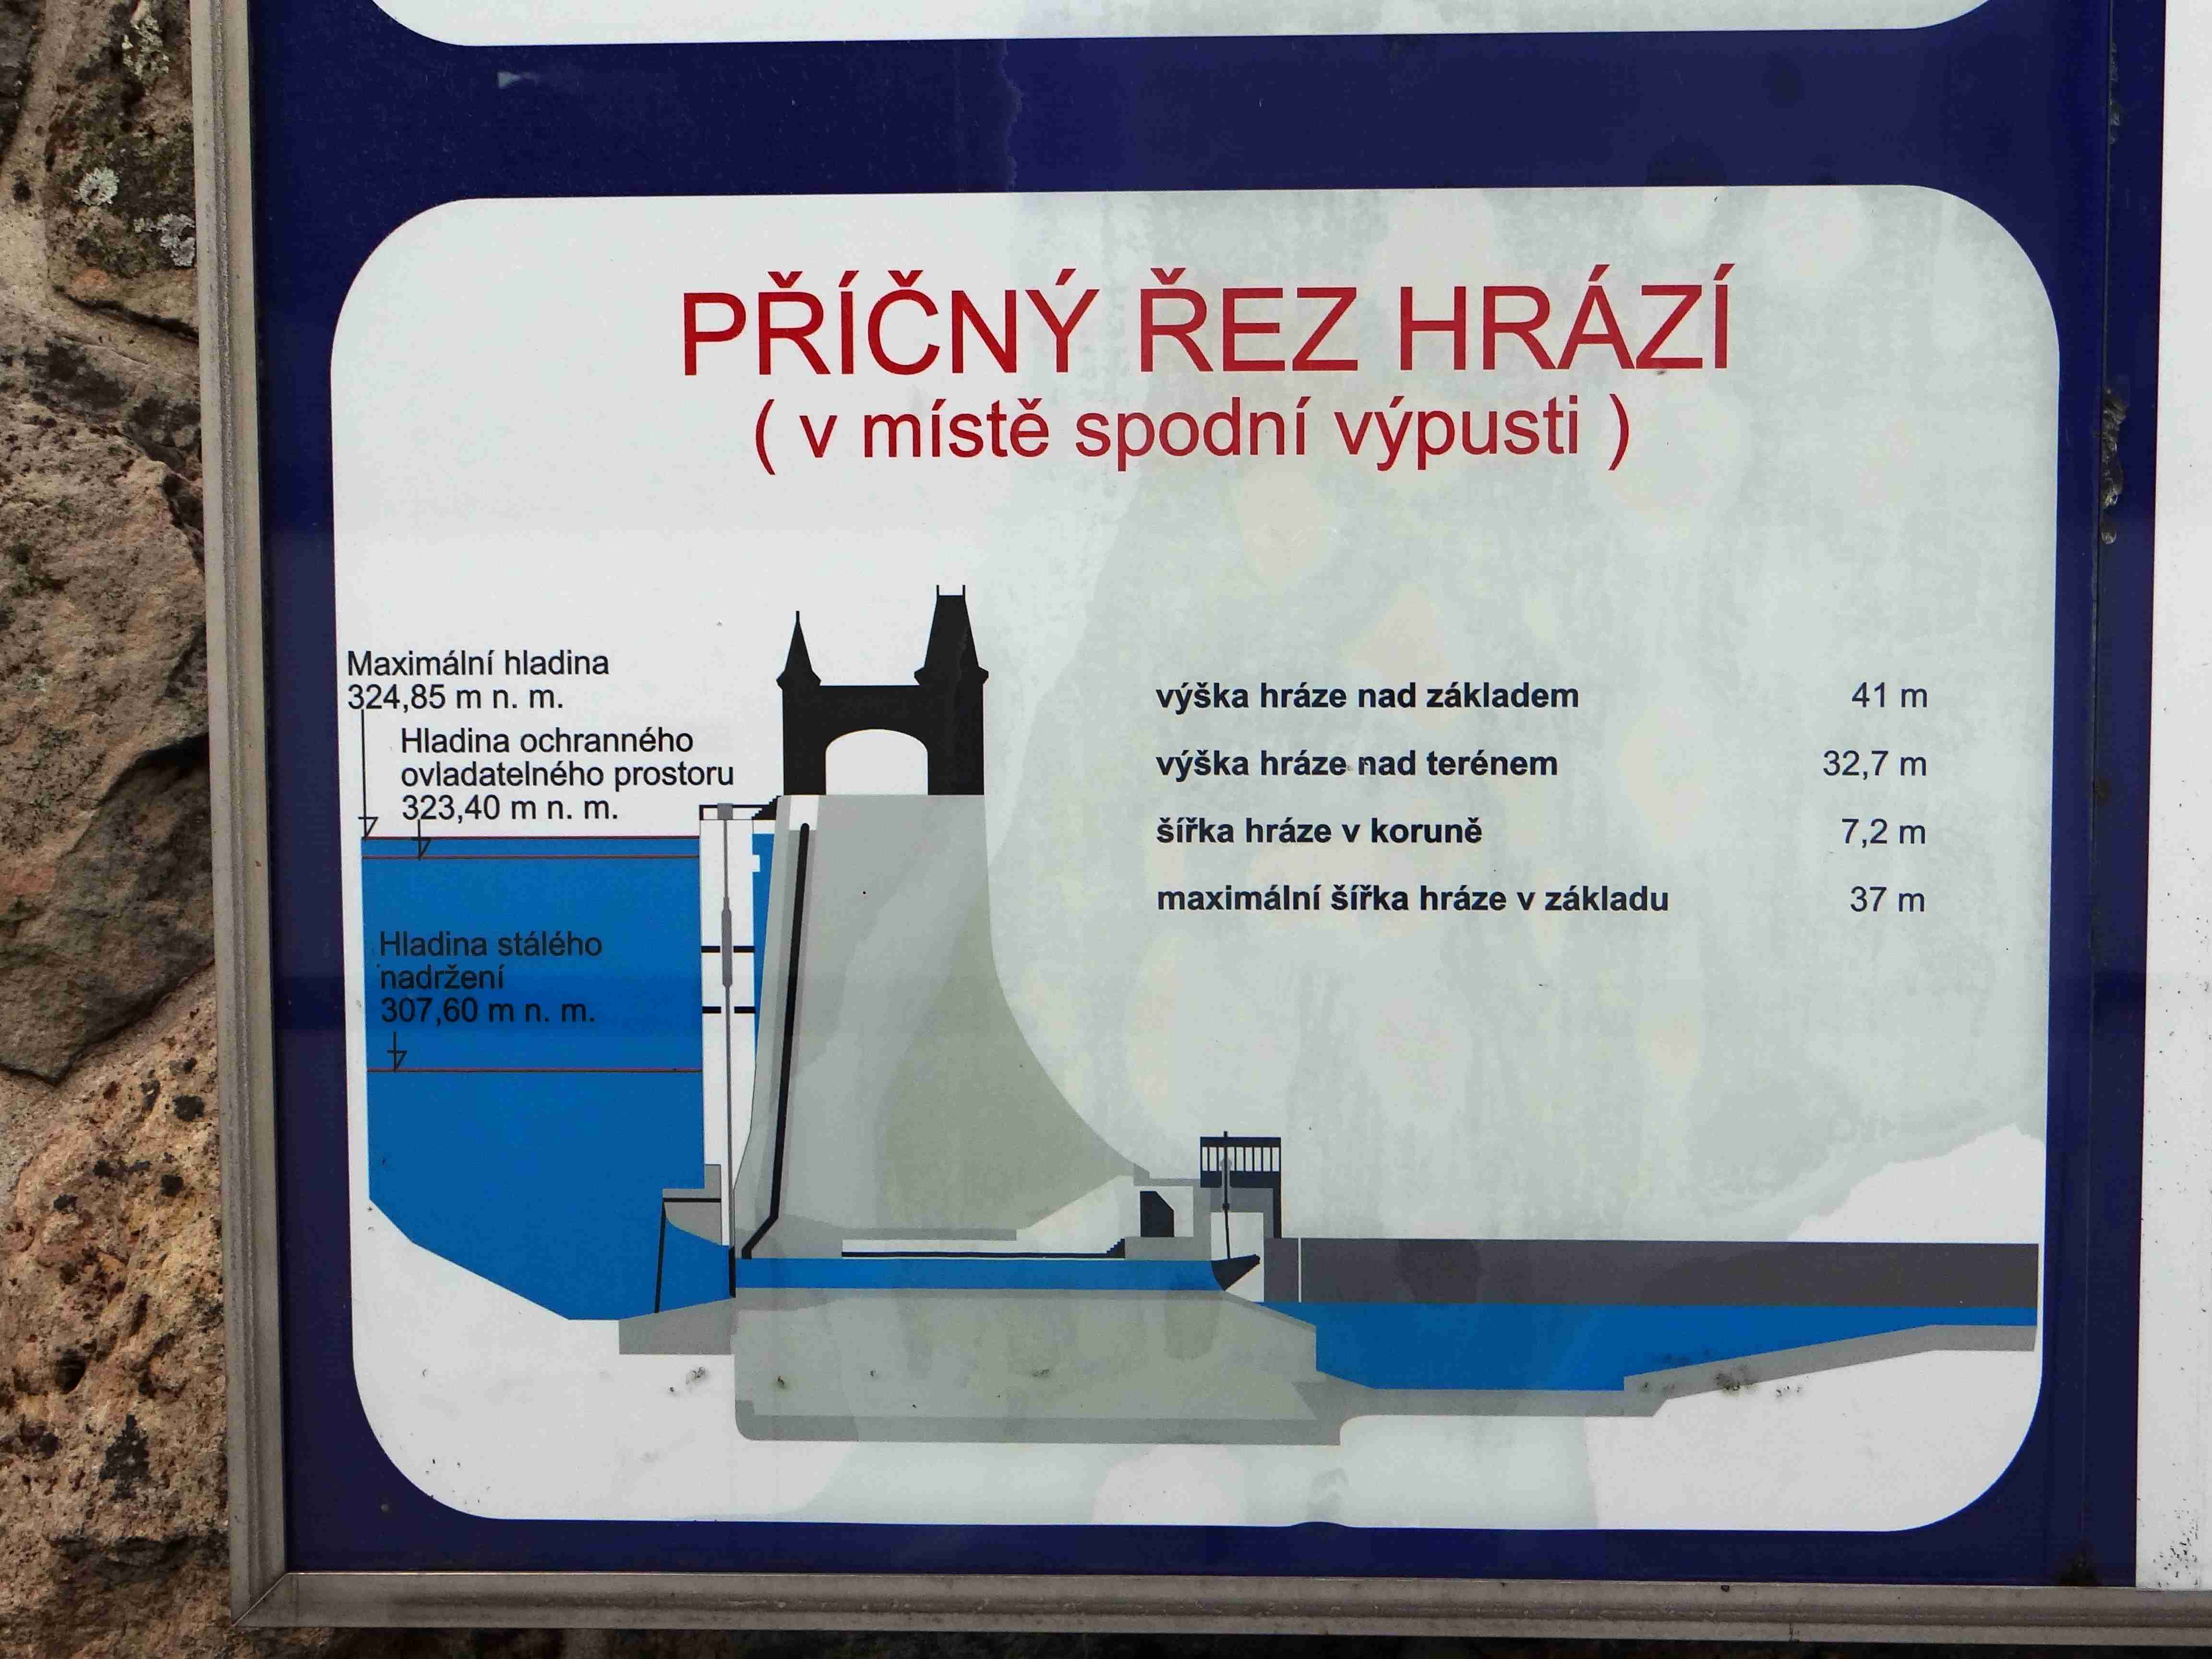 PŘÍČNÝ ŘEZ HRÁZÍ
( v místě spodní výpusti )
Maximální hladina
324,85 m n. m.
Hladina ochranného
ovladatelného prostoru
323,40 m n. m.
Hladina stálého
nadržení
307,60 m n. m.
výška hráze nad základem 41 m
výška hráze nad terénem 32,7 m
šířka hráze v koruně 7,2 m
maximální šířka hráze v základu 37 m